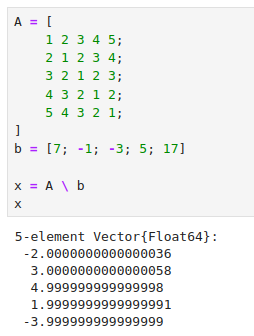 A = [
    1 2 3 4 5;
    2 1 2 3 4;
    3 2 1 2 3;
    4 3 2 1 2;
    5 4 3 2 1;
]
b = [7; -1; -3; 5; 17]
x = A \ b
x
5-element Vector{Float64}:
 -2.0000000000000036
  3.0000000000000058
  4.999999999999998
  1.9999999999999991
 -3.999999999999999